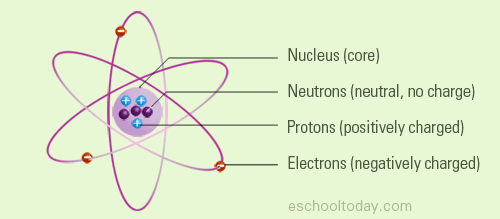 Nucleus (core)
Neutrons (neutral, no charge)
Protons (positively charged)
Electrons (negatively charged)
eschooltoday.com